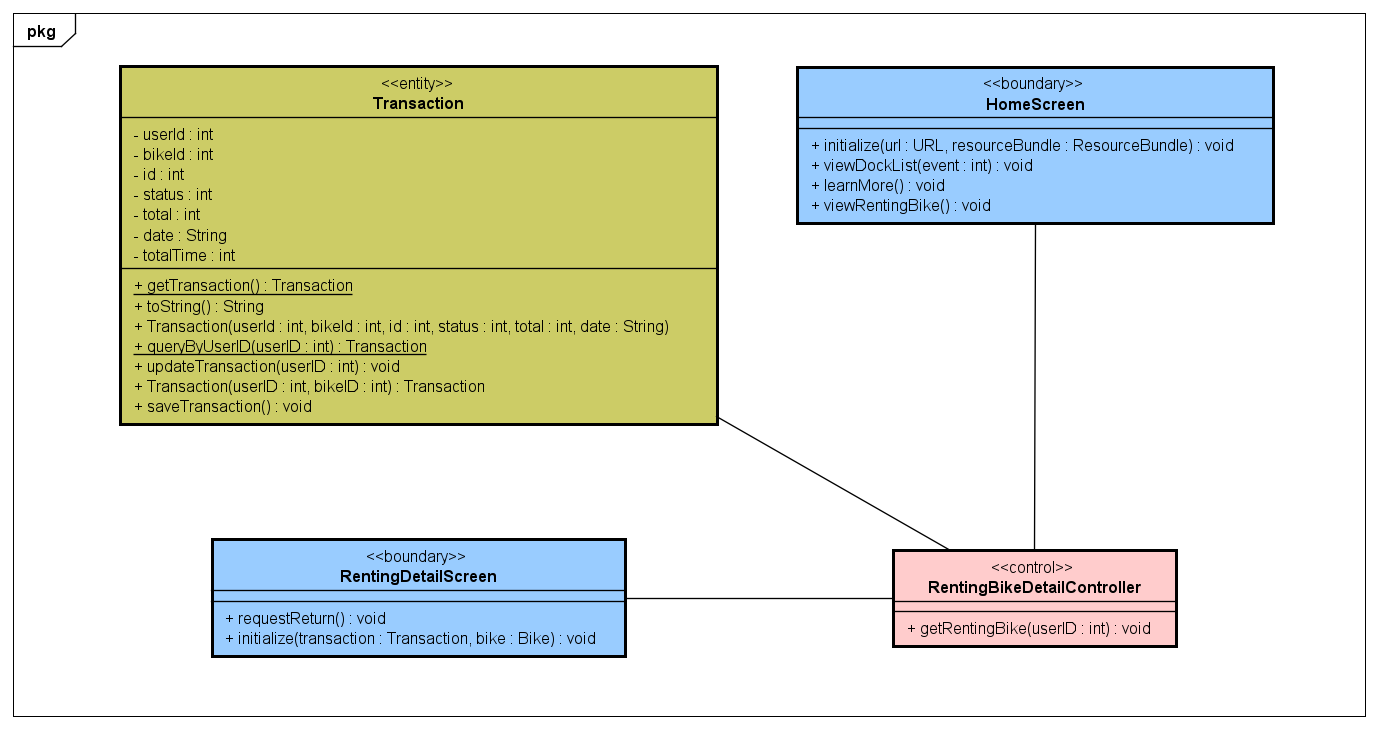 pkg
<<entity>>
Transaction
- userId : int
- bikeId : int
- id : int
- status : int
- total : int
- date : String
- totalTime : int
+ getTransaction() : Transaction
+ toString() : String
+ Transaction(userId : int, bikeId : int, id : int, status : int, total : int, date : String)
+ queryByUserID(userID : int) : Transaction
+ updateTransaction(userID : int) : void
+ Transaction(userID : int, bikeID : int) : Transaction
+ saveTransaction() : void
<<boundary>>
HomeScreen
+ initialize(url : URL, resourceBundle : ResourceBundle) : void
+ viewDockList(event : int) : void
+ learnMore() : void
+ viewRentingBike() : void
<<boundary>>
RentingDetailScreen
+ requestReturn() : void
+ initialize(transaction : Transaction, bike : Bike) : void
<<control>>
RentingBikeDetailController
+ getRentingBike(userID : int) : void